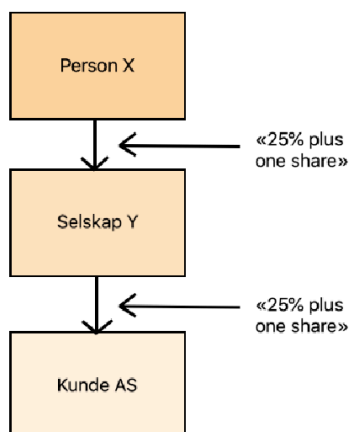 Person X
«25% plus
one share»
Selskap Y
«25% plus
one share»
Kunde AS